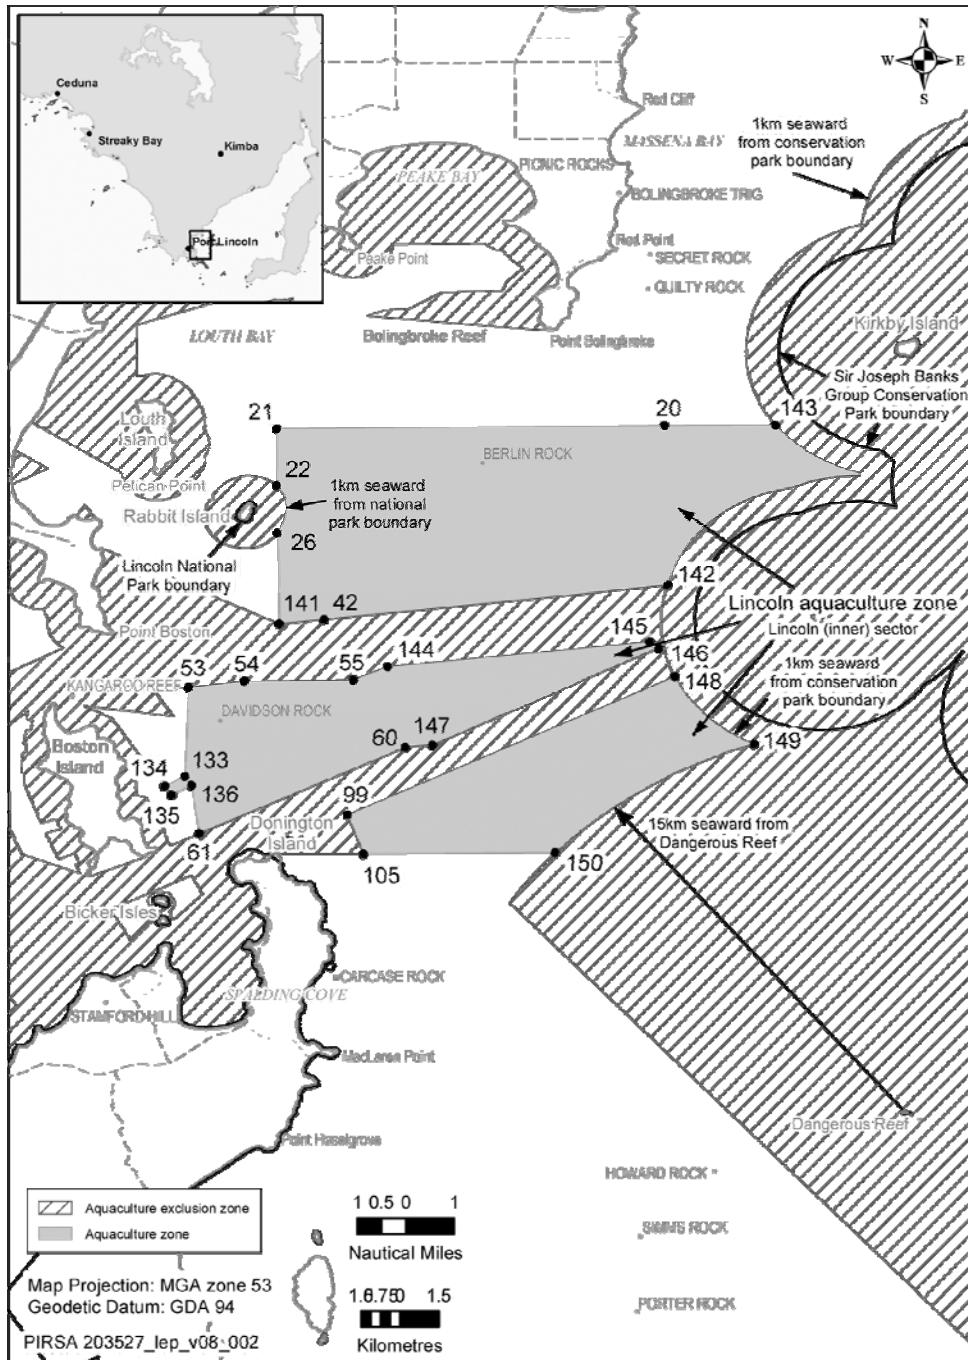 N
W E
S
Ceduna
Streaky Bay
Kimba
Port Lincoln
Red Cliff
MASSENA BAY
1km seaward
from conservation
park boundary
PICNIC ROCKS
PEAKE BAY
BOLINGBROKE TRIG
Red Point
SECRET ROCK
Peake Point
QUILTY ROCK
LOUTH BAY
Bolingbroke Reef
Point Bolingbroke
Kirkby Island
Sir Joseph Banks
Group Conservation
Park boundary
21
20
143
Louth
Island
BERLIN ROCK
22
Pelican Point
1km seaward
from national
park boundary
Rabbit Island
26
Lincoln National
Park boundary
142
141
42
Lincoln aquaculture zone
Lincoln (inner) sector
Point Boston
145
146
144
1km seaward
from conservation
park boundary
53
54
55
148
KANGAROO REEF
DAVIDSON ROCK
60
147
149
Boston
Island
133
134
136
135
99
15km seaward from
Dangerous Reef
Donington
Island
61
105
150
Bicker Isles
CARCASE ROCK
SPALDING COVE
STAMFORD HILL
MacLaren Point
Dangerous Reef
Point Haselgrove
HOWARD ROCK
Aquaculture exclusion zone
Aquaculture zone
1 0.5 0 1
Nautical Miles
SIMMS ROCK
Map Projection: MGA zone 53
Geodetic Datum: GDA 94
1.5 0.75 0 1.5
Kilometres
PORTER ROCK
PIRSA 203527_lep_v08_002